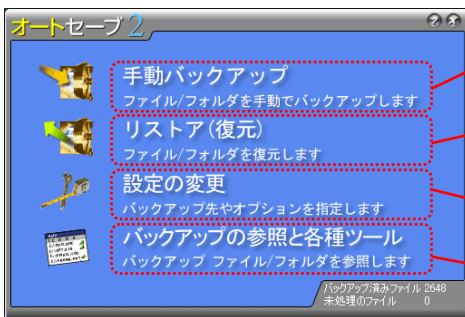 オートセーブ2
手動バックアップ
ファイル/フォルダを手動でバックアップします
リストア(復元)
ファイル/フォルダを復元します
設定の変更
バックアップ先やオプションを指定します
バックアップの参照と各種ツール
バックアップ ファイル/フォルダを参照します
バックアップ済みファイル 2648
未処理のファイル 0